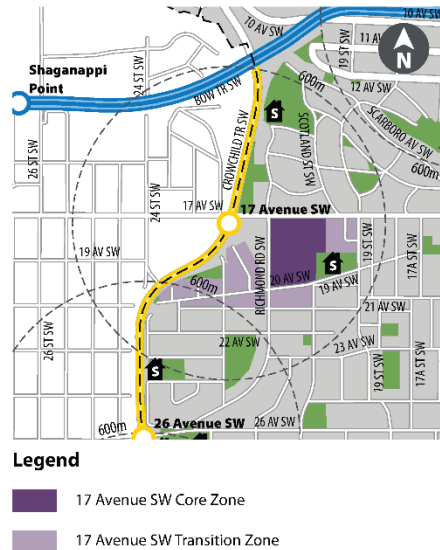 10 AV SW
10 AV SW
11 AV
19 ST SW
N
Shaganappi
Point
24 ST SW
BOW TR SW
600m
12 AV SW
S
SCARBORO AV SW
CROWCHILD TR SW
SCOTLAND ST SW
600m
26 ST SW
24 ST SW
17 AV SW
17 Avenue SW
19 AV SW
RICHMOND RD SW
19 ST SW
17A ST SW
S
600m
20 AV SW
19 AV SW
21 AV SW
26 ST SW
22 AV SW
23 AV SW
S
19 ST SW
17A ST SW
600m
26 Avenue SW
26 AV SW
Legend
17 Avenue SW Core Zone
17 Avenue SW Transition Zone